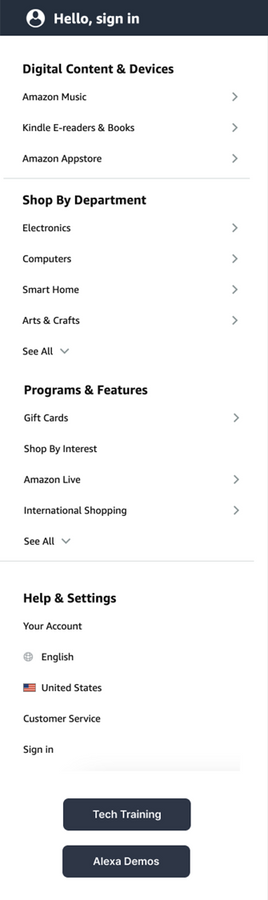 Hello, sign in
Digital Content & Devices
Amazon Music
Kindle E-readers & Books
Amazon Appstore
Shop By Department
Electronics
Computers
Smart Home
Arts & Crafts
See All
Programs & Features
Gift Cards
Shop By Interest
Amazon Live
International Shopping
See All
Help & Settings
Your Account
English
United States
Customer Service
Sign in
Tech Training
Alexa Demos